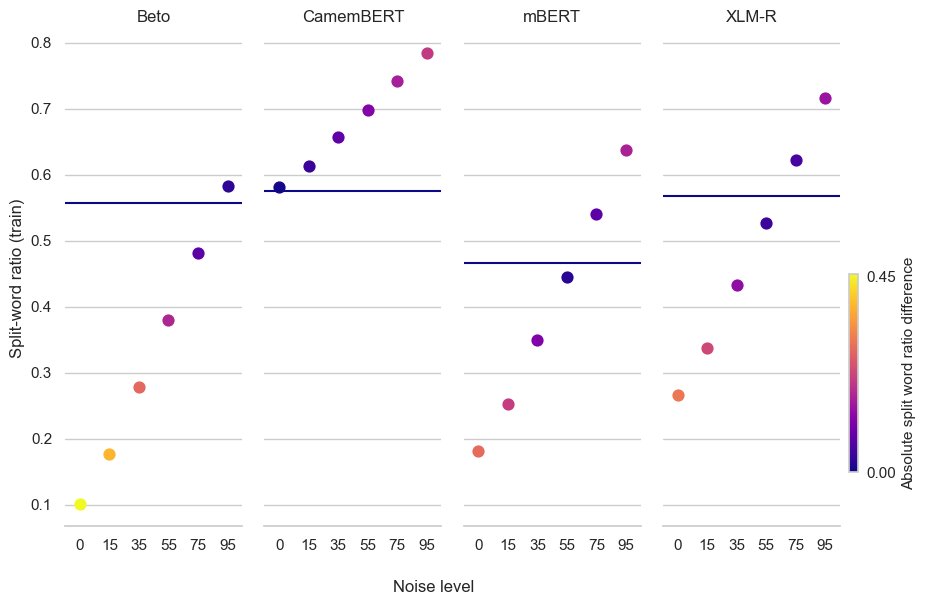 Beto CamemBERT mBERT XLM-R
Split-word ratio (train)
0.8
0.7
0.6
0.5
0.4
0.3
0.2
0.1
0 15 35 55 75 95 0 15 35 55 75 95 0 15 35 55 75 95 0 15 35 55 75 95
Noise level
0.45
0.00
Absolute split word ratio difference